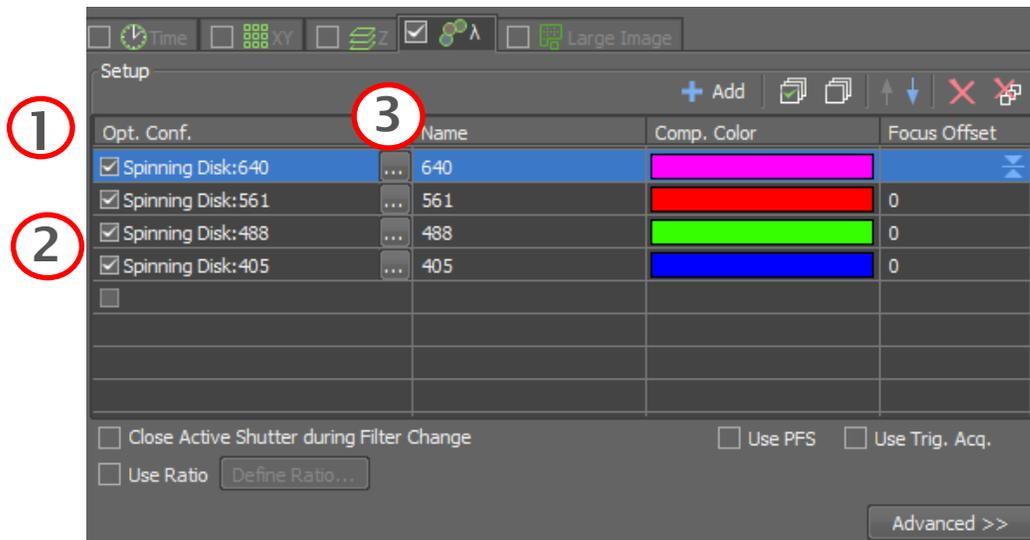 Time XY Z λ Large Image
Setup
Add
1
3
Opt. Conf. Name Comp. Color Focus Offset
Spinning Disk:640 ... 640
Spinning Disk:561 ... 561 0
2
Spinning Disk:488 ... 488 0
Spinning Disk:405 ... 405 0
Close Active Shutter during Filter Change Use PFS Use Trig. Acq.
Use Ratio Define Ratio...
Advanced >>